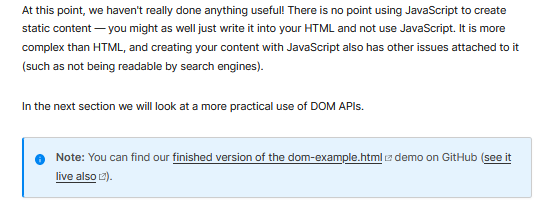 At this point, we haven't really done anything useful! There is no point using JavaScript to create
static content — you might as well just write it into your HTML and not use JavaScript. It is more
complex than HTML, and creating your content with JavaScript also has other issues attached to it
(such as not being readable by search engines).
In the next section we will look at a more practical use of DOM APIs.
Note: You can find our finished version of the dom-example.html demo on GitHub (see it
live also).